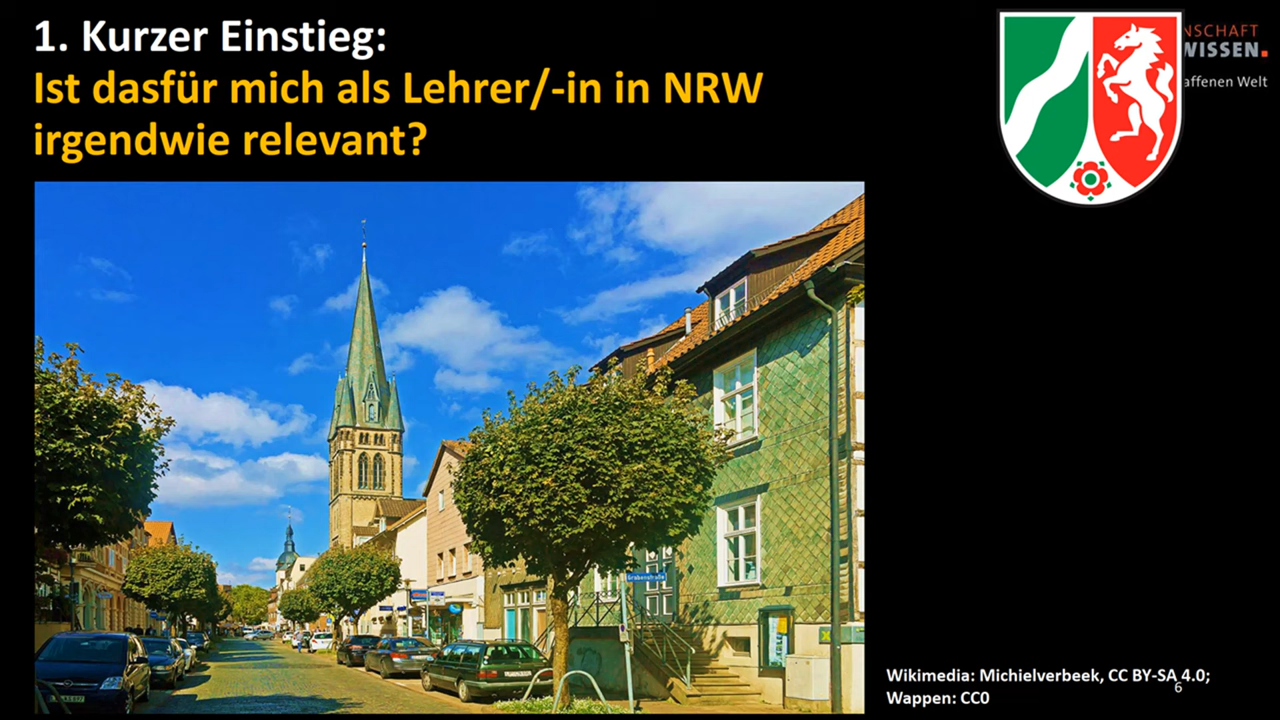 1. Kurzer Einstieg:
Ist dasfür mich als Lehrer/-in in NRW
irgendwie relevant?
NSCHAFT
WISSEN.
affenen Welt
Grabenstraße
Wikimedia: Michielverbeek, CC BY-SA 4.0;
6
Wappen: CC0